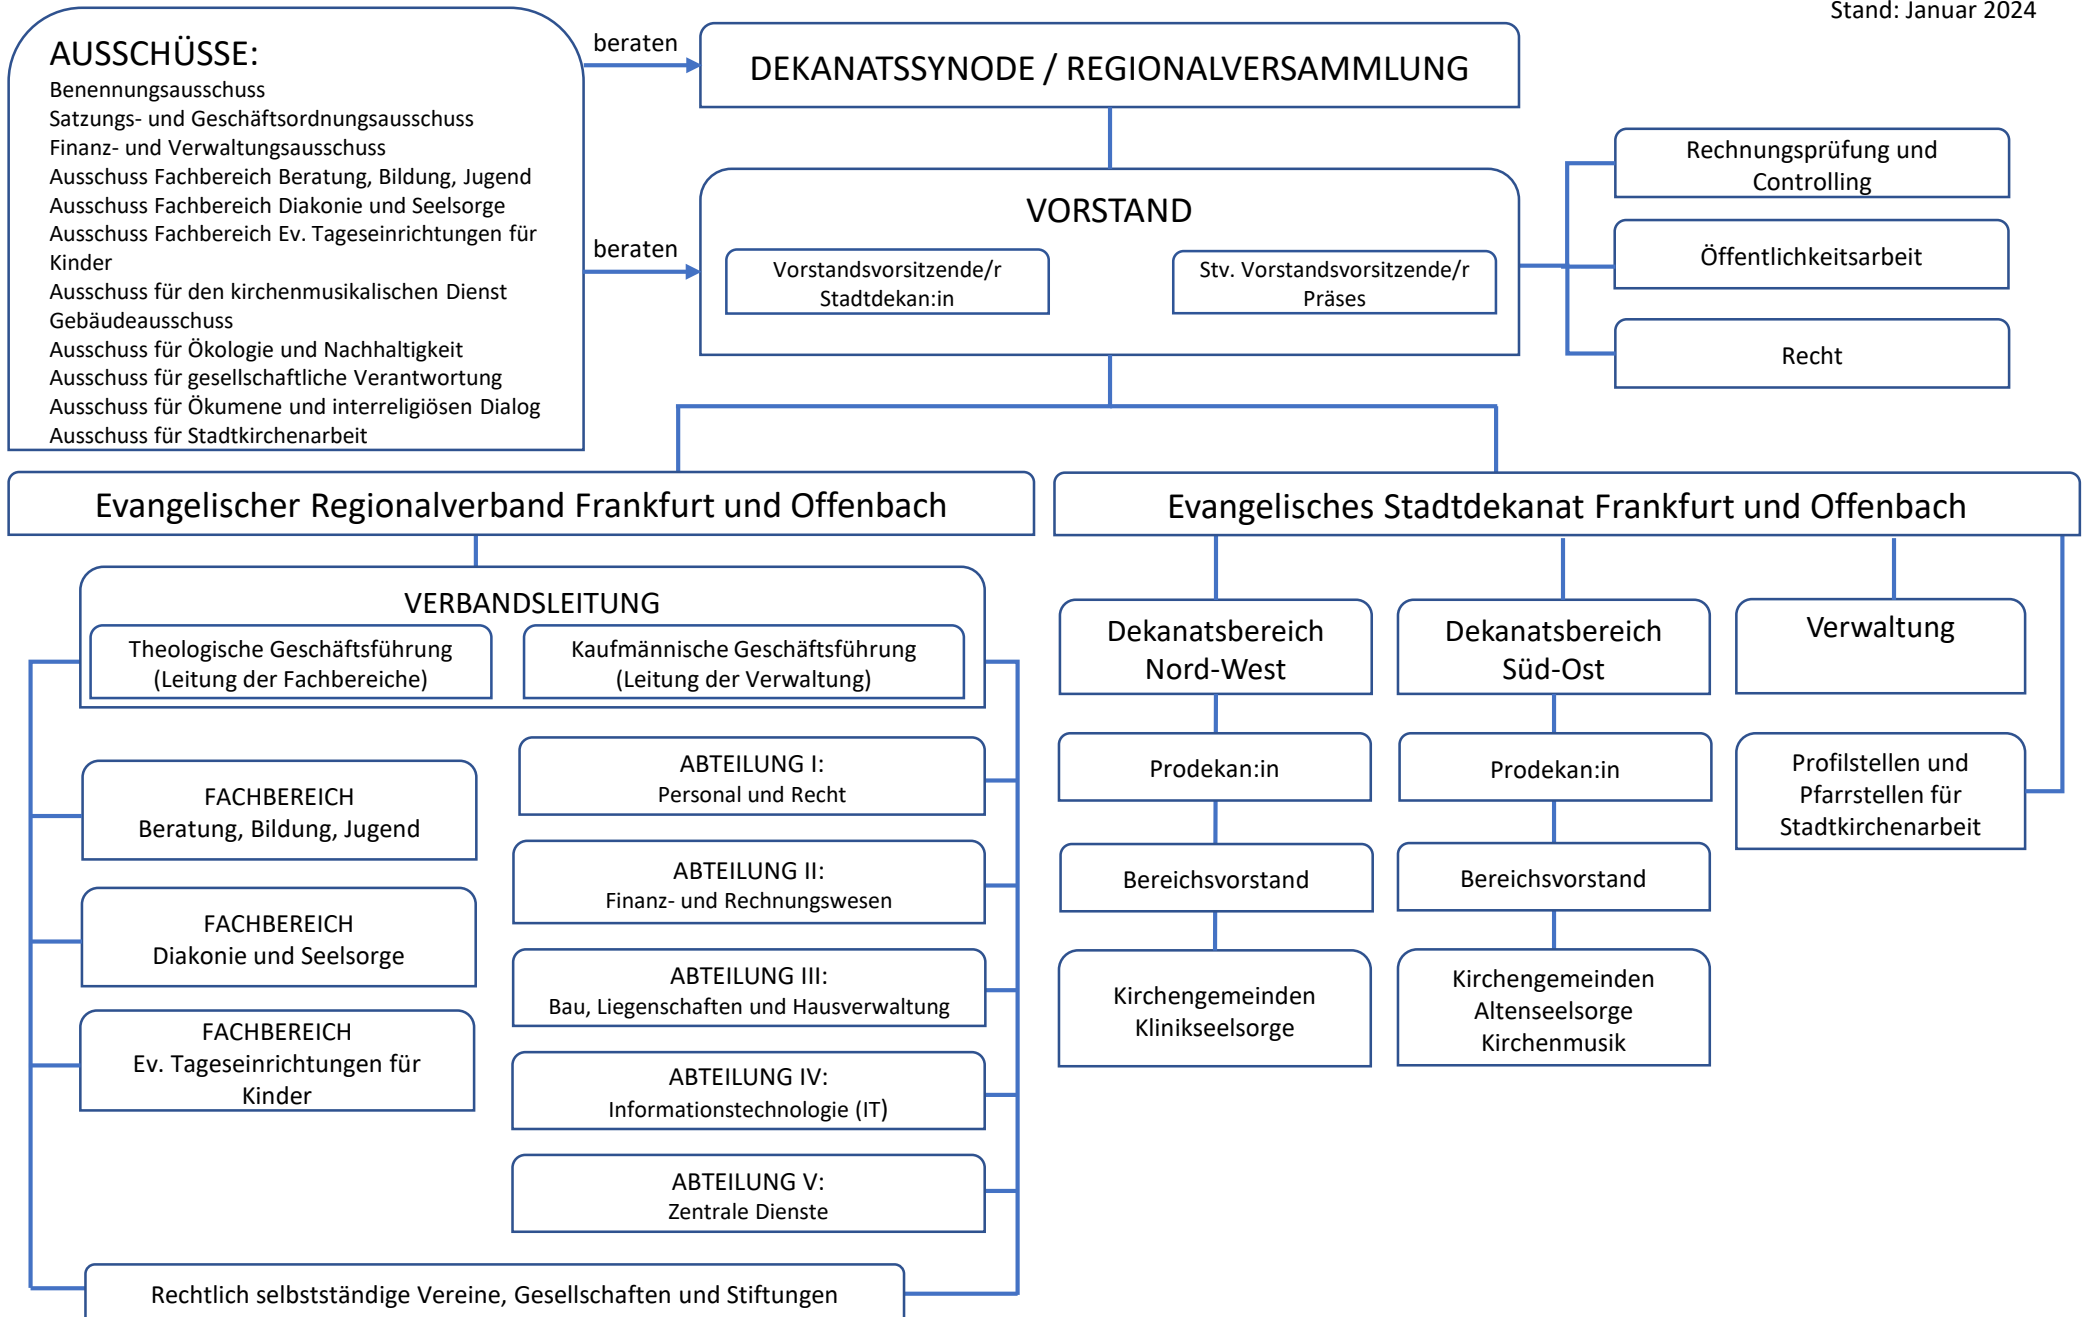 Stand: Januar 2024
AUSSCHÜSSE:
Benennungsausschuss
Satzungs- und Geschäftsordnungsausschuss
Finanz- und Verwaltungsausschuss
Ausschuss Fachbereich Beratung, Bildung, Jugend
Ausschuss Fachbereich Diakonie und Seelsorge
Ausschuss Fachbereich Ev. Tageseinrichtungen für
Kinder
Ausschuss für den kirchenmusikalischen Dienst
Gebäudeausschuss
Ausschuss für Ökologie und Nachhaltigkeit
Ausschuss für gesellschaftliche Verantwortung
Ausschuss für Ökumene und interreligiösen Dialog
Ausschuss für Stadtkirchenarbeit
beraten
beraten
DEKANATSSYNODE / REGIONALVERSAMMLUNG
VORSTAND
Vorstandsvorsitzende/r
Stadtdekan:in
Stv. Vorstandsvorsitzende/r
Präses
Rechnungsprüfung und
Controlling
Öffentlichkeitsarbeit
Recht
Evangelischer Regionalverband Frankfurt und Offenbach
VERBANDSLEITUNG
Theologische Geschäftsführung
(Leitung der Fachbereiche)
Kaufmännische Geschäftsführung
(Leitung der Verwaltung)
FACHBEREICH
Beratung, Bildung, Jugend
FACHBEREICH
Diakonie und Seelsorge
FACHBEREICH
Ev. Tageseinrichtungen für
Kinder
ABTEILUNG I:
Personal und Recht
ABTEILUNG II:
Finanz- und Rechnungswesen
ABTEILUNG III:
Bau, Liegenschaften und Hausverwaltung
ABTEILUNG IV:
Informationstechnologie (IT)
ABTEILUNG V:
Zentrale Dienste
Rechtlich selbstständige Vereine, Gesellschaften und Stiftungen
Evangelisches Stadtdekanat Frankfurt und Offenbach
Dekanatsbereich
Nord-West
Prodekan:in
Bereichsvorstand
Kirchengemeinden
Klinikseelsorge
Dekanatsbereich
Süd-Ost
Prodekan:in
Bereichsvorstand
Kirchengemeinden
Altenseelsorge
Kirchenmusik
Verwaltung
Profilstellen und
Pfarrstellen für
Stadtkirchenarbeit